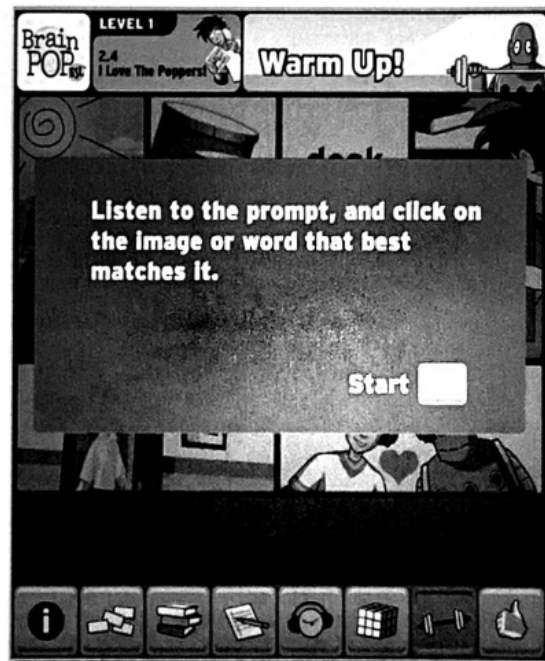 Brain
POP ESL
LEVEL 1
2.4
I Love The Poppers!
Warm Up!
desk
Listen to the prompt, and click on
the image or word that best
matches it.
Start